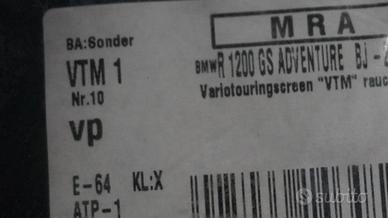 MRA
BA:Sonder
VTM 1
BMW R 1200 GS ADVENTURE BJ -
Nr.10
Variotouringscreen "VTM" rauc
vp
E-64 KL:X
ATP-1
subito